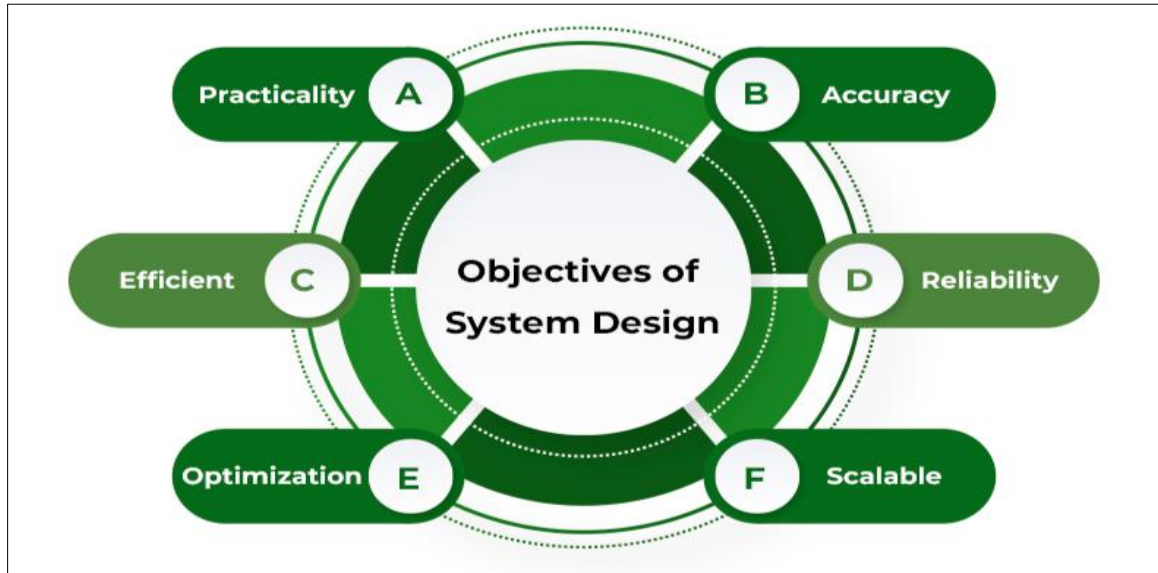 Practicality A
B Accuracy
Efficient C
Objectives of
System Design
D Reliability
Optimization E
F Scalable